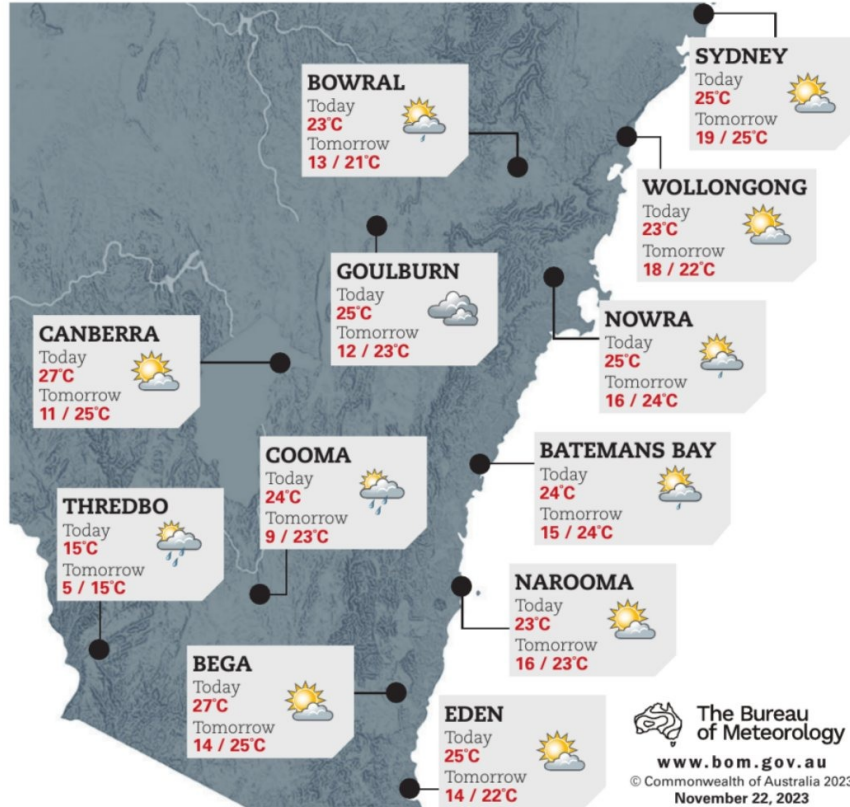 SYDNEY
Today
25°C
Tomorrow
19 / 25°C
BOWRAL
Today
23°C
Tomorrow
13 / 21°C
WOLLONGONG
Today
23°C
Tomorrow
18 / 22°C
GOULBURN
Today
25°C
Tomorrow
12 / 23°C
NOWRA
Today
25°C
Tomorrow
16 / 24°C
CANBERRA
Today
27°C
Tomorrow
11 / 25°C
COOMA
Today
24°C
Tomorrow
9 / 23°C
BATEMANS BAY
Today
24°C
Tomorrow
15 / 24°C
THREDBO
Today
15°C
Tomorrow
5 / 15°C
NAROOMA
Today
23°C
Tomorrow
16 / 23°C
BEGA
Today
27°C
Tomorrow
14 / 25°C
EDEN
Today
25°C
Tomorrow
14 / 22°C
The Bureau
of Meteorology
www.bom.gov.au
© Commonwealth of Australia 2023
November 22, 2023